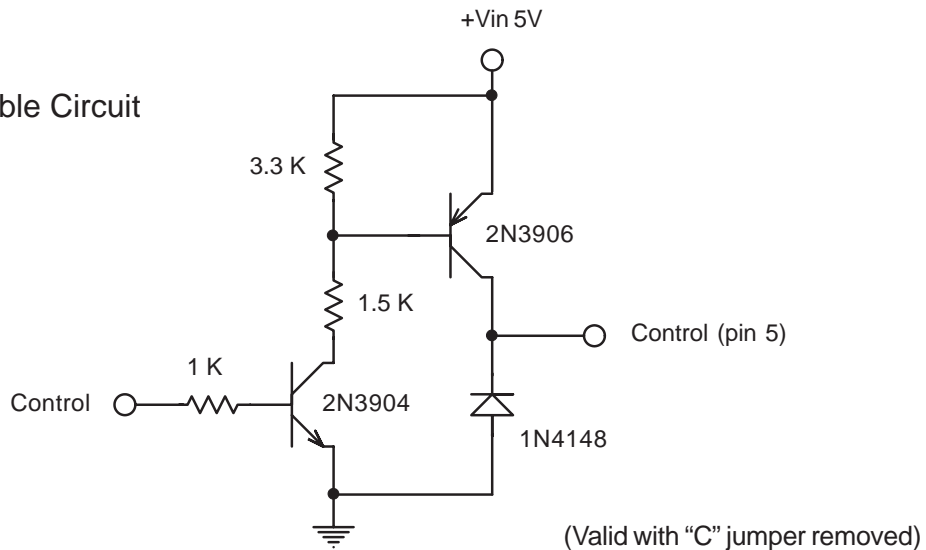 +Vin 5V
ble Circuit
3.3 K
2N3906
1.5 K
Control (pin 5)
1 K
Control
2N3904
1N4148
(Valid with “C” jumper removed)